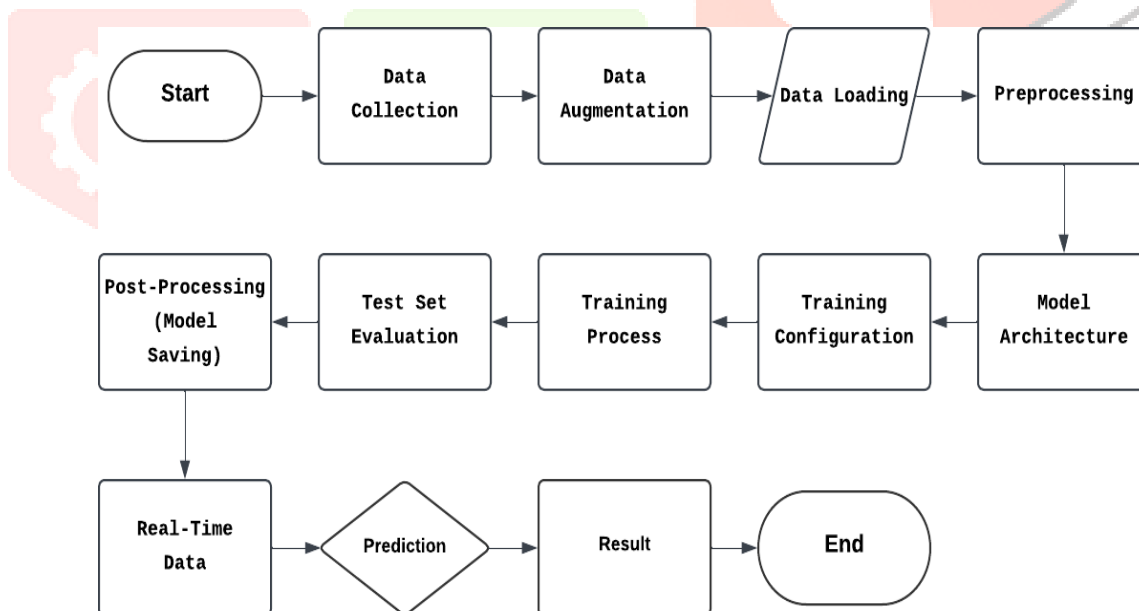 Start
Data
Collection
Data
Augmentation
Data Loading
Preprocessing
Post-Processing
(Model
Saving)
Test Set
Evaluation
Training
Process
Training
Configuration
Model
Architecture
Real-Time
Data
Prediction
Result
End